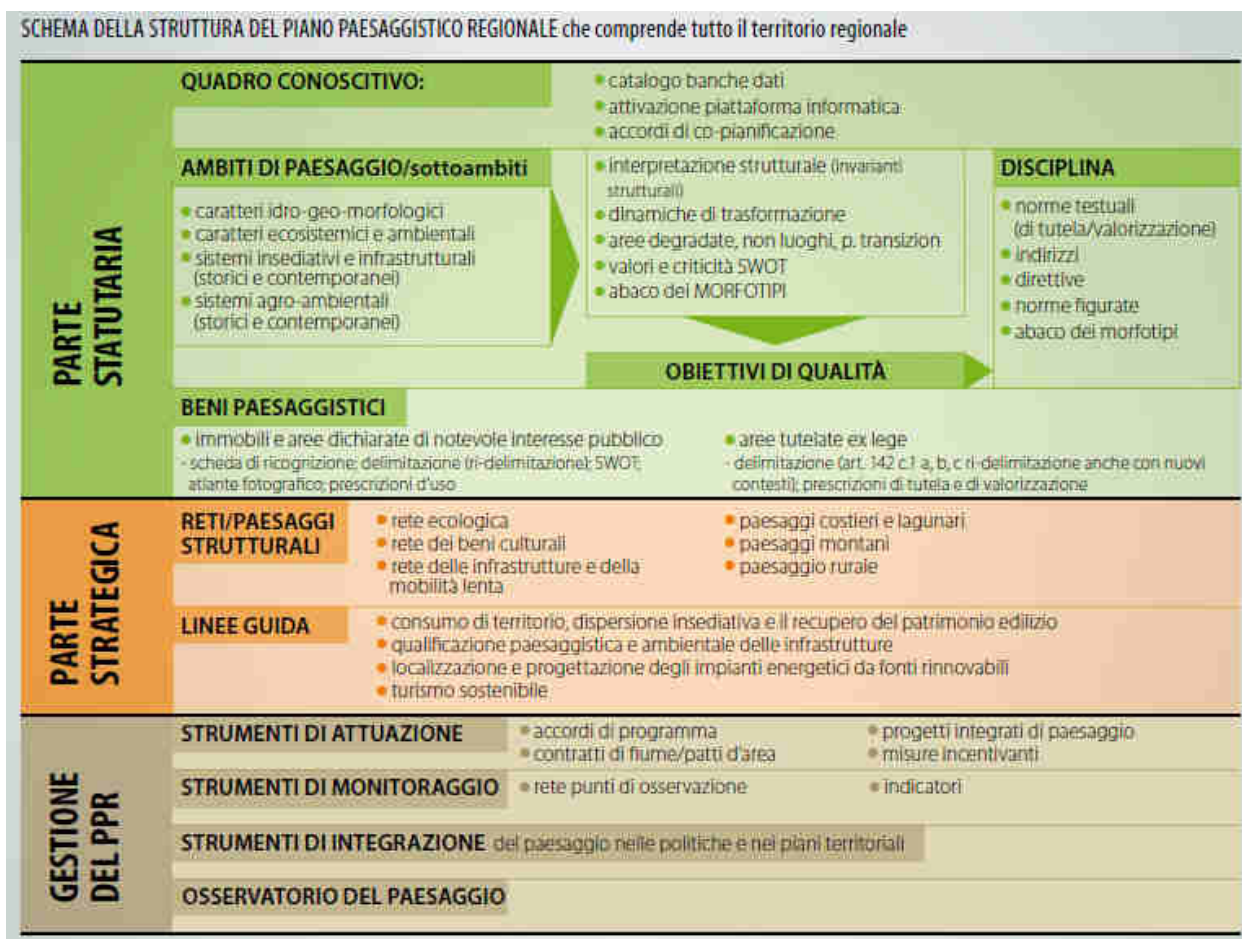 SCHEMA DELLA STRUTTURA DEL PIANO PAESAGGISTICO REGIONALE che comprende tutto il territorio regionale
PARTE
STATUTARIA
QUADRO CONOSCITIVO:
• catalogo banche dati
• attivazione piattaforma informatica
• accordi di co-pianificazione
AMBITI DI PAESAGGIO/sottoambiti
• caratteri idro-geo-morfologici
• caratteri ecosistemici e ambientali
• sistemi insediativi e infrastrutturali
(storici e contemporanei)
• sistemi agro-ambientali
(storici e contemporanei)
• interpretazione strutturale (invarianti
strutturali)
• dinamiche di trasformazione
• aree degradate, non luoghi, p. transizion
• valori e criticità SWOT
• abaco dei MORFOTIPI
OBIETTIVI DI QUALITÀ
DISCIPLINA
• norme testuali
(di tutela/valorizzazione)
• indirizzi
• direttive
• norme figurate
• abaco dei morfotipi
BENI PAESAGGISTICI
• immobili e aree dichiarate di notevole interesse pubblico
- scheda di ricognizione; delimitazione (ri-delimitazione); SWOT;
atlante fotografico; prescrizioni d'uso
• aree tutelate ex lege
- delimitazione (art. 142 c.1 a, b, c ri-delimitazione anche con nuovi
contesti); prescrizioni di tutela e di valorizzazione
PARTE
STRATEGICA
RETI/PAESAGGI
STRUTTURALI
• rete ecologica
• rete dei beni culturali
• rete delle infrastrutture e della
mobilità lenta
• paesaggi costieri e lagunari
• paesaggi montani
• paesaggio rurale
LINEE GUIDA
• consumo di territorio, dispersione insediativa e il recupero del patrimonio edilizio
• qualificazione paesaggistica e ambientale delle infrastrutture
• localizzazione e progettazione degli impianti energetici da fonti rinnovabili
• turismo sostenibile
GESTIONE
DEL PPR
STRUMENTI DI ATTUAZIONE
• accordi di programma
• contratti di fiume/patti d'area
• progetti integrati di paesaggio
• misure incentivanti
STRUMENTI DI MONITORAGGIO
• rete punti di osservazione
• indicatori
STRUMENTI DI INTEGRAZIONE del paesaggio nelle politiche e nei piani territoriali
OSSERVATORIO DEL PAESAGGIO